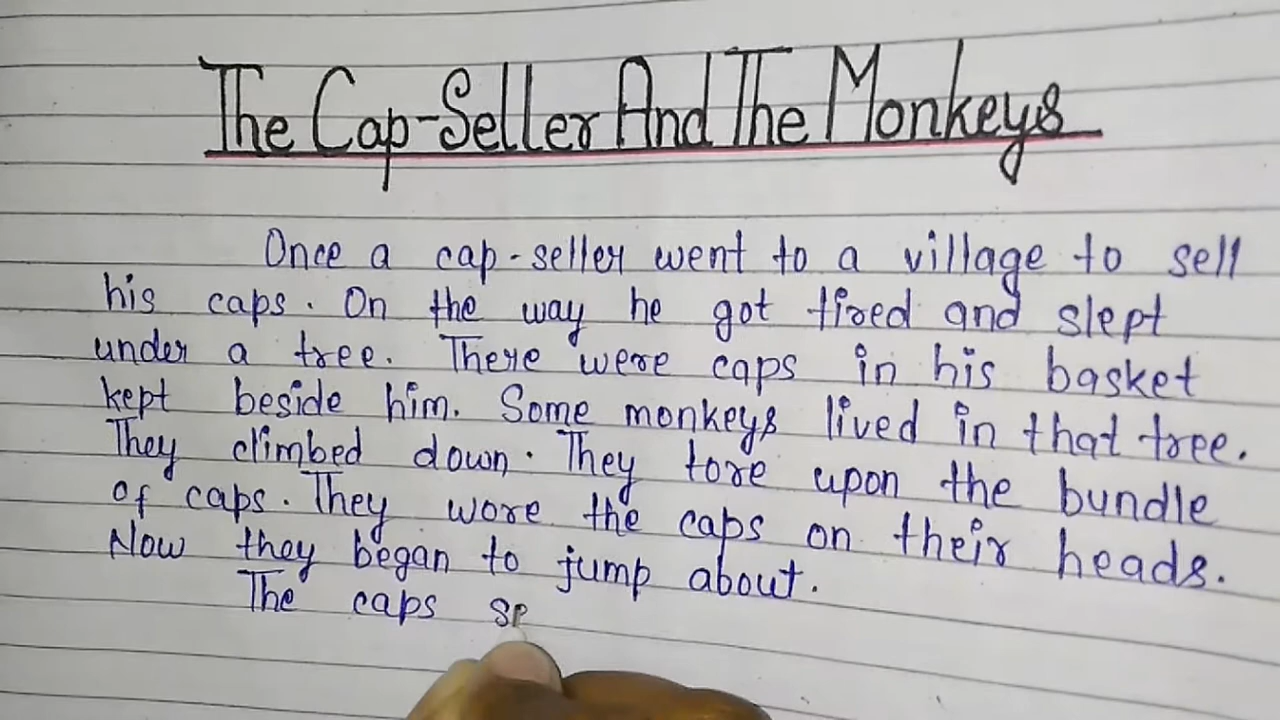 The Cap-Seller And The Monkeys
Once a cap-seller went to a village to sell
his caps. On the way he got tired and slept
under a tree. There were caps in his basket
kept beside him. Some monkeys lived in that tree.
They climbed down. They tore upon the bundle
of caps. They wore the caps on their heads.
Now they began to jump about.
The caps